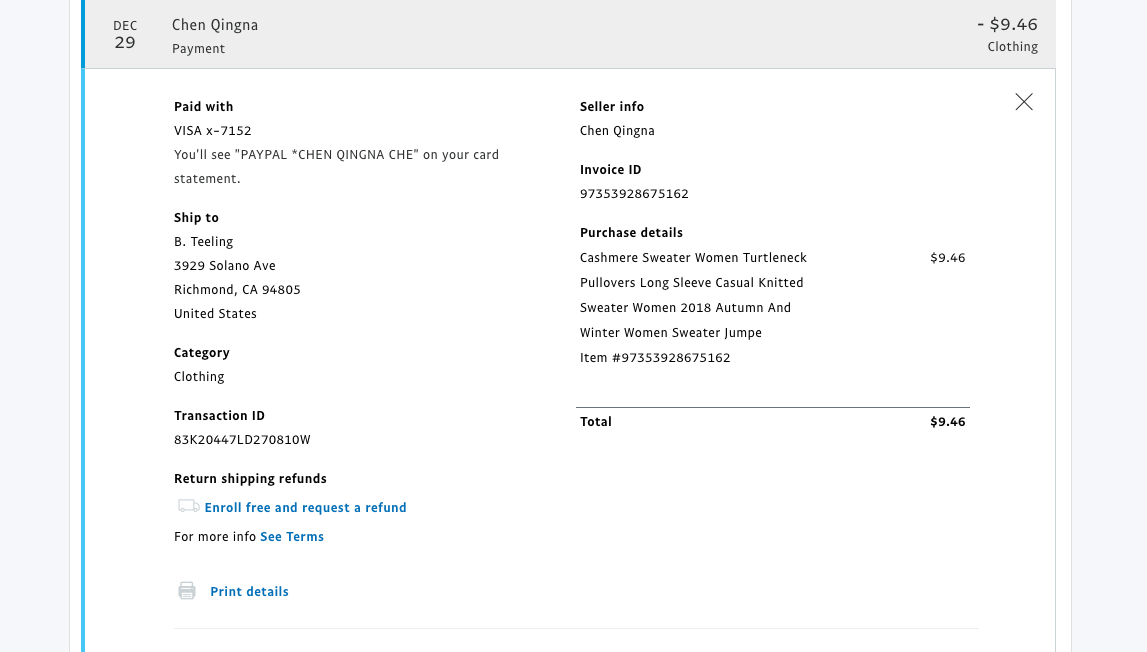 DEC
29
Chen Qingna
Payment
- $9.46
Clothing
Paid with
VISA x-7152
You'll see "PAYPAL *CHEN QINGNA CHE" on your card
statement.
Ship to
B. Teeling
3929 Solano Ave
Richmond, CA 94805
United States
Category
Clothing
Transaction ID
83K20447LD270810W
Return shipping refunds
Enroll free and request a refund
For more info See Terms
Print details
Seller info
Chen Qingna
Invoice ID
97353928675162
Purchase details
Cashmere Sweater Women Turtleneck $9.46
Pullovers Long Sleeve Casual Knitted
Sweater Women 2018 Autumn And
Winter Women Sweater Jumpe
Item #97353928675162
Total $9.46